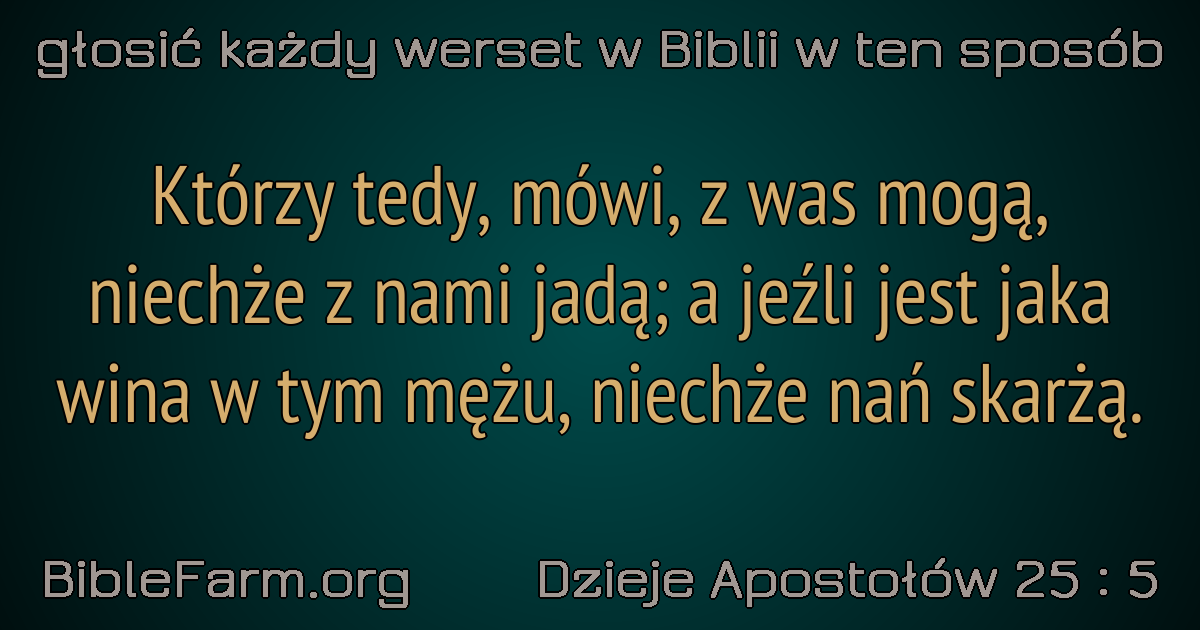 głosić każdy werset w Biblii w ten sposób
Którzy tedy, mówi, z was mogą,
niechże z nami jadą; a jeźli jest jaka
wina w tym mężu, niechże nań skarżą.
BibleFarm.org Dzieje Apostołów 25 : 5